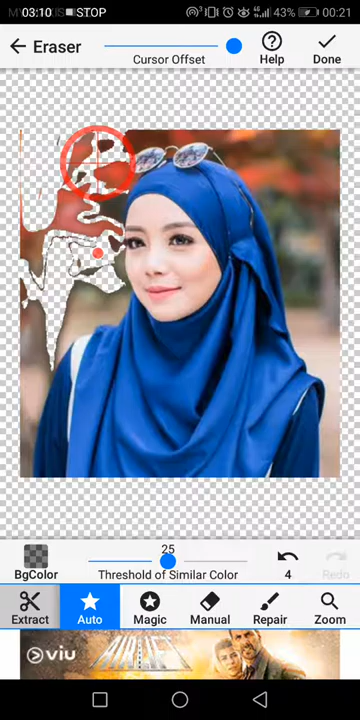 03:10 STOP
43% 00:21
Eraser
Cursor Offset
Help
Done
25
BgColor
Threshold of Similar Color
4
Redo
Extract
Auto
Magic
Manual
Repair
Zoom
viu
AIRLIFT